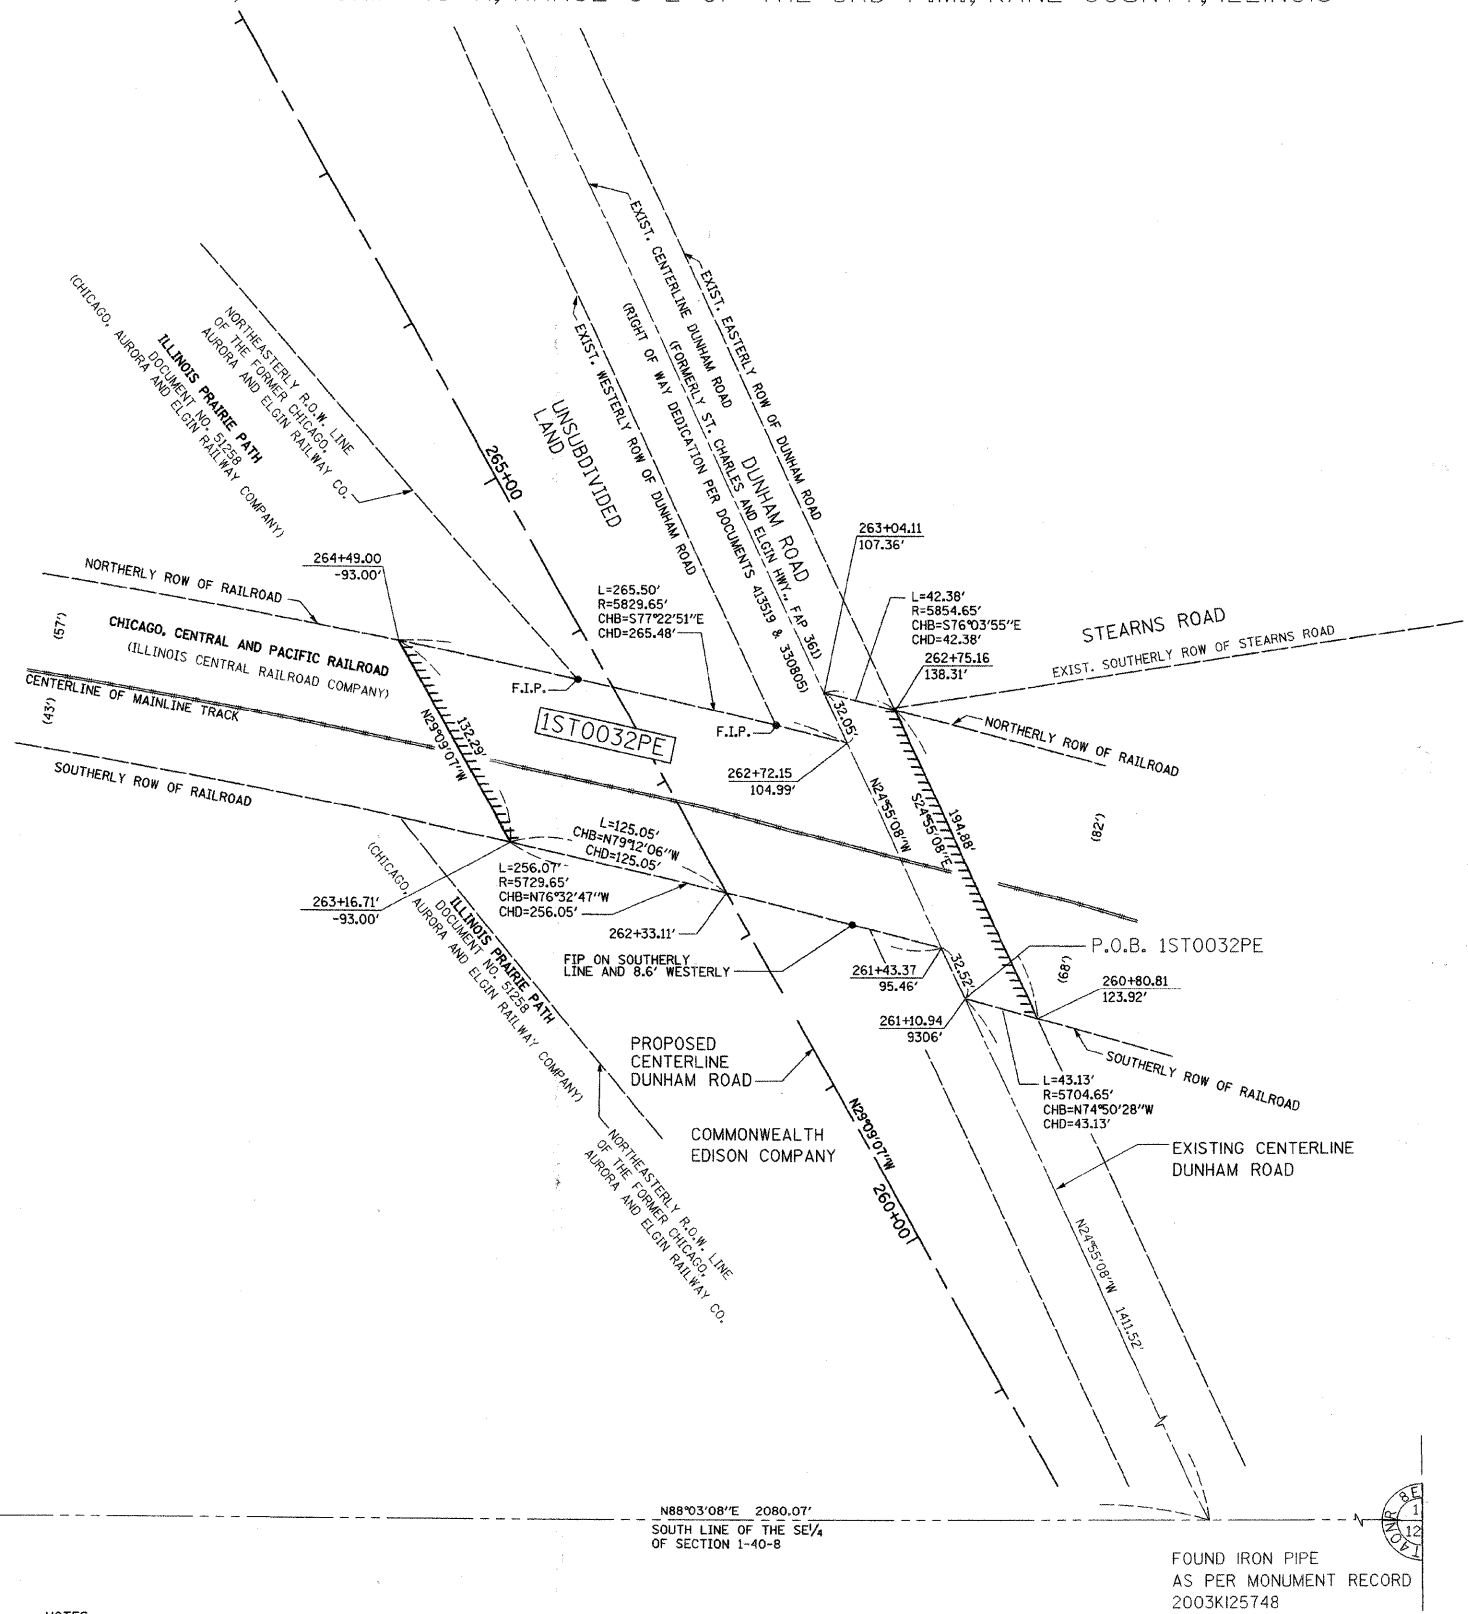 RANGE 8 E OF THE 3RD P.M., KANE COUNTY, ILLINOIS
(CHICAGO, AURORA AND ELGIN RAILWAY COMPANY)
ILLINOIS PRAIRIE PATH
DOCUMENT NO. 51258
NORTHEASTERLY R.O.W. LINE
OF THE FORMER CHICAGO,
AURORA AND ELGIN RAILWAY CO.
EXIST. CENTERLINE DUNHAM ROAD
(FORMERLY ST. CHARLES AND ELGIN HWY., FAP 361)
(RIGHT OF WAY DEDICATION PER DOCUMENTS 413519 & 330805)
EXIST. EASTERLY ROW OF DUNHAM ROAD
EXIST. WESTERLY ROW OF DUNHAM ROAD
DUNHAM ROAD
UNSUBDIVIDED
LAND
265+00
263+04.11
107.36'
264+49.00
-93.00'
NORTHERLY ROW OF RAILROAD
(57')
CHICAGO, CENTRAL AND PACIFIC RAILROAD
(ILLINOIS CENTRAL RAILROAD COMPANY)
CENTERLINE OF MAINLINE TRACK
(43')
SOUTHERLY ROW OF RAILROAD
L=265.50'
R=5829.65'
CHB=S77°22'51"E
CHD=265.48'
L=42.38'
R=5854.65'
CHB=S76°03'55"E
CHD=42.38'
STEARNS ROAD
EXIST. SOUTHERLY ROW OF STEARNS ROAD
262+75.16
138.31'
F.I.P.
F.I.P.
1ST0032PE
132.29'
N29°09'07"W
32.05'
NORTHERLY ROW OF RAILROAD
262+72.15
104.99'
N24°55'08"W
S24°55'08"E
194.88'
(82')
L=125.05'
CHB=N79°12'06"W
CHD=125.05'
L=256.07'
R=5729.65'
CHB=N76°32'47"W
CHD=256.05'
263+16.71'
-93.00'
262+33.11'
FIP ON SOUTHERLY
LINE AND 8.6' WESTERLY
(CHICAGO, AURORA AND ELGIN RAILWAY COMPANY)
ILLINOIS PRAIRIE PATH
DOCUMENT NO. 51258
261+43.37
95.46'
32.52'
P.O.B. 1ST0032PE
(68')
260+80.81
123.92'
261+10.94
9306'
SOUTHERLY ROW OF RAILROAD
PROPOSED
CENTERLINE
DUNHAM ROAD
L=43.13'
R=5704.65'
CHB=N74°50'28"W
CHD=43.13'
COMMONWEALTH
EDISON COMPANY
N29°09'07"W
260+00
EXISTING CENTERLINE
DUNHAM ROAD
NORTHEASTERLY R.O.W. LINE
OF THE FORMER CHICAGO,
AURORA AND ELGIN RAILWAY CO.
N24°55'08"W 1411.52'
N88°03'08"E 2080.07'
SOUTH LINE OF THE SE1/4
OF SECTION 1-40-8
T40NR 8E
1
12
FOUND IRON PIPE
AS PER MONUMENT RECORD
2003K125748
NOTES